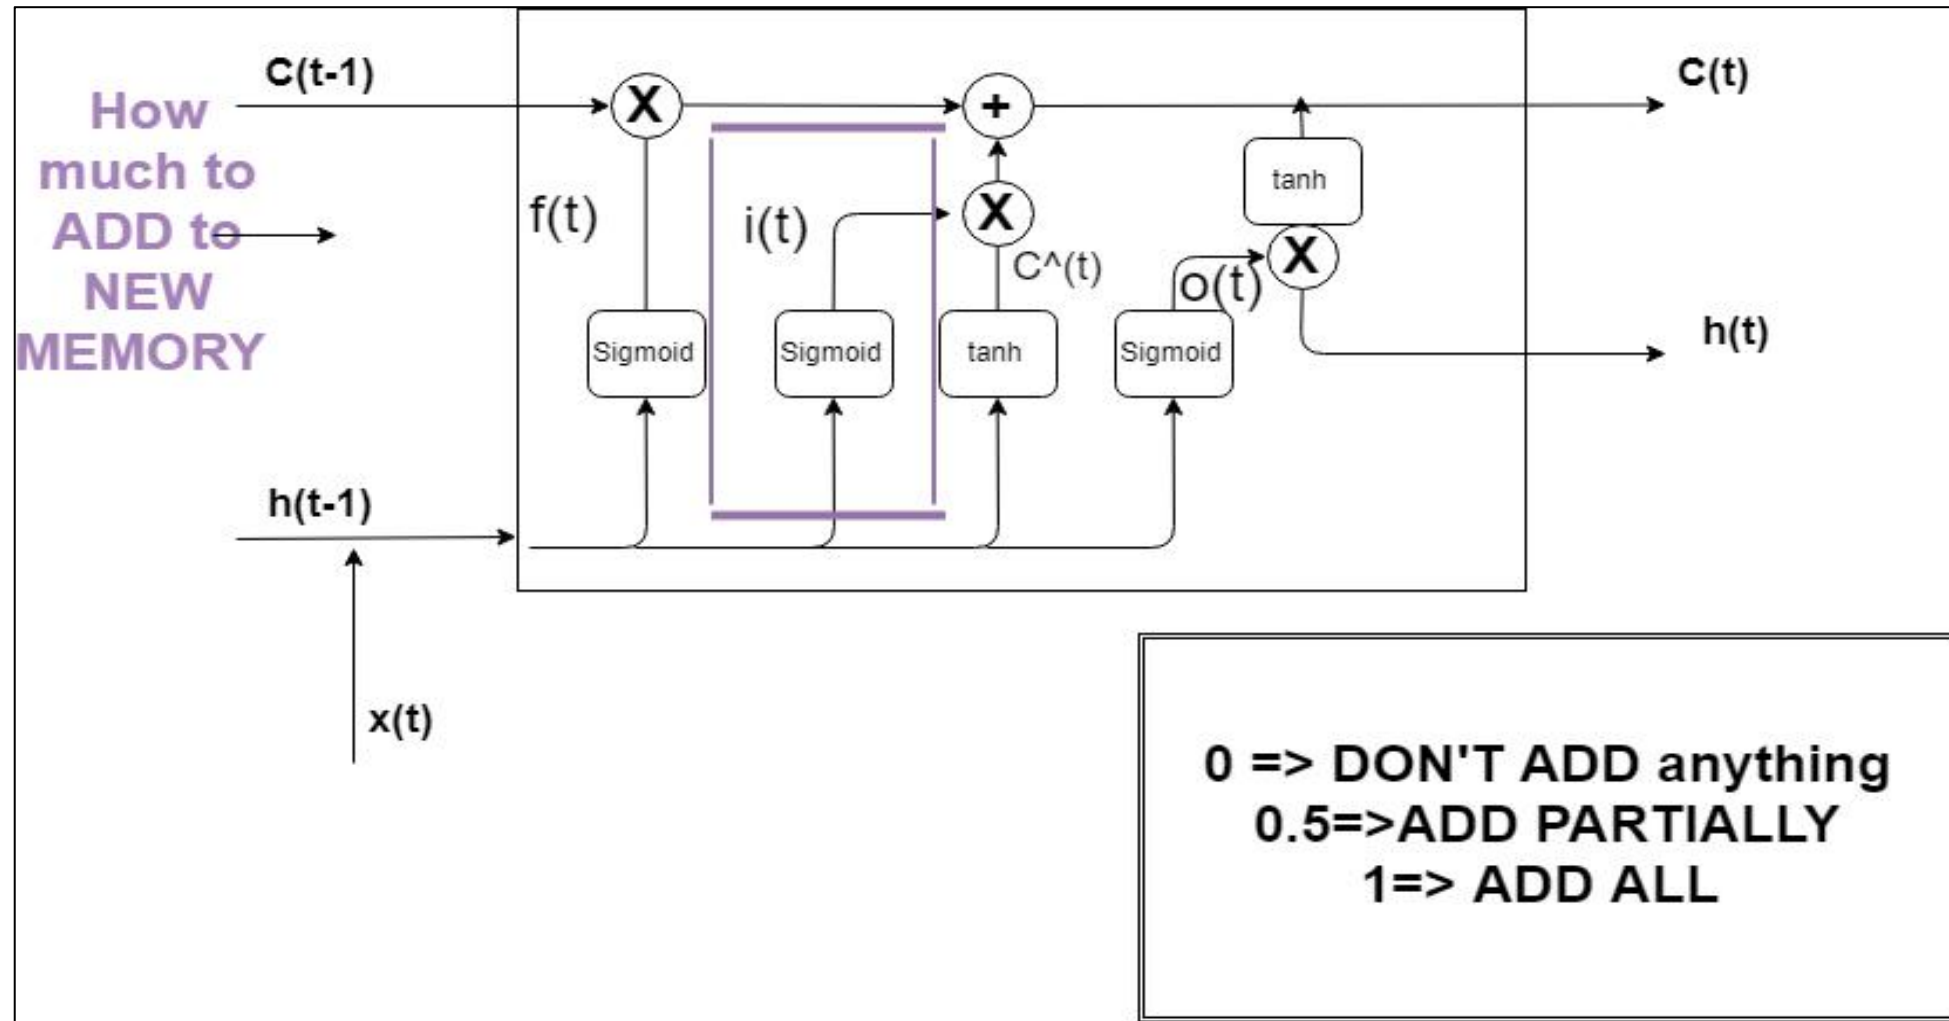 C(t-1)
C(t)
How
much to
ADD to
NEW
MEMORY
X
+
f(t)
i(t)
X
C^(t)
tanh
X
o(t)
Sigmoid
Sigmoid
tanh
Sigmoid
h(t)
h(t-1)
x(t)
0 => DON'T ADD anything
0.5=>ADD PARTIALLY
1=> ADD ALL